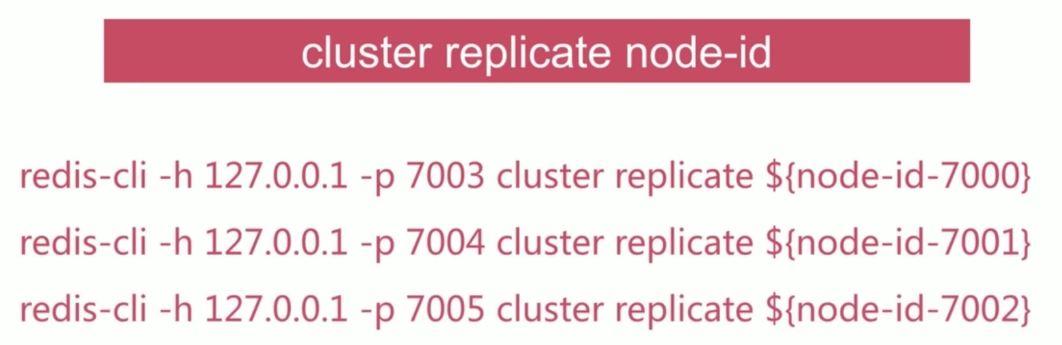 cluster replicate node-id
redis-cli -h 127.0.0.1 -p 7003 cluster replicate ${node-id-7000}
redis-cli -h 127.0.0.1 -p 7004 cluster replicate ${node-id-7001}
redis-cli -h 127.0.0.1 -p 7005 cluster replicate ${node-id-7002}